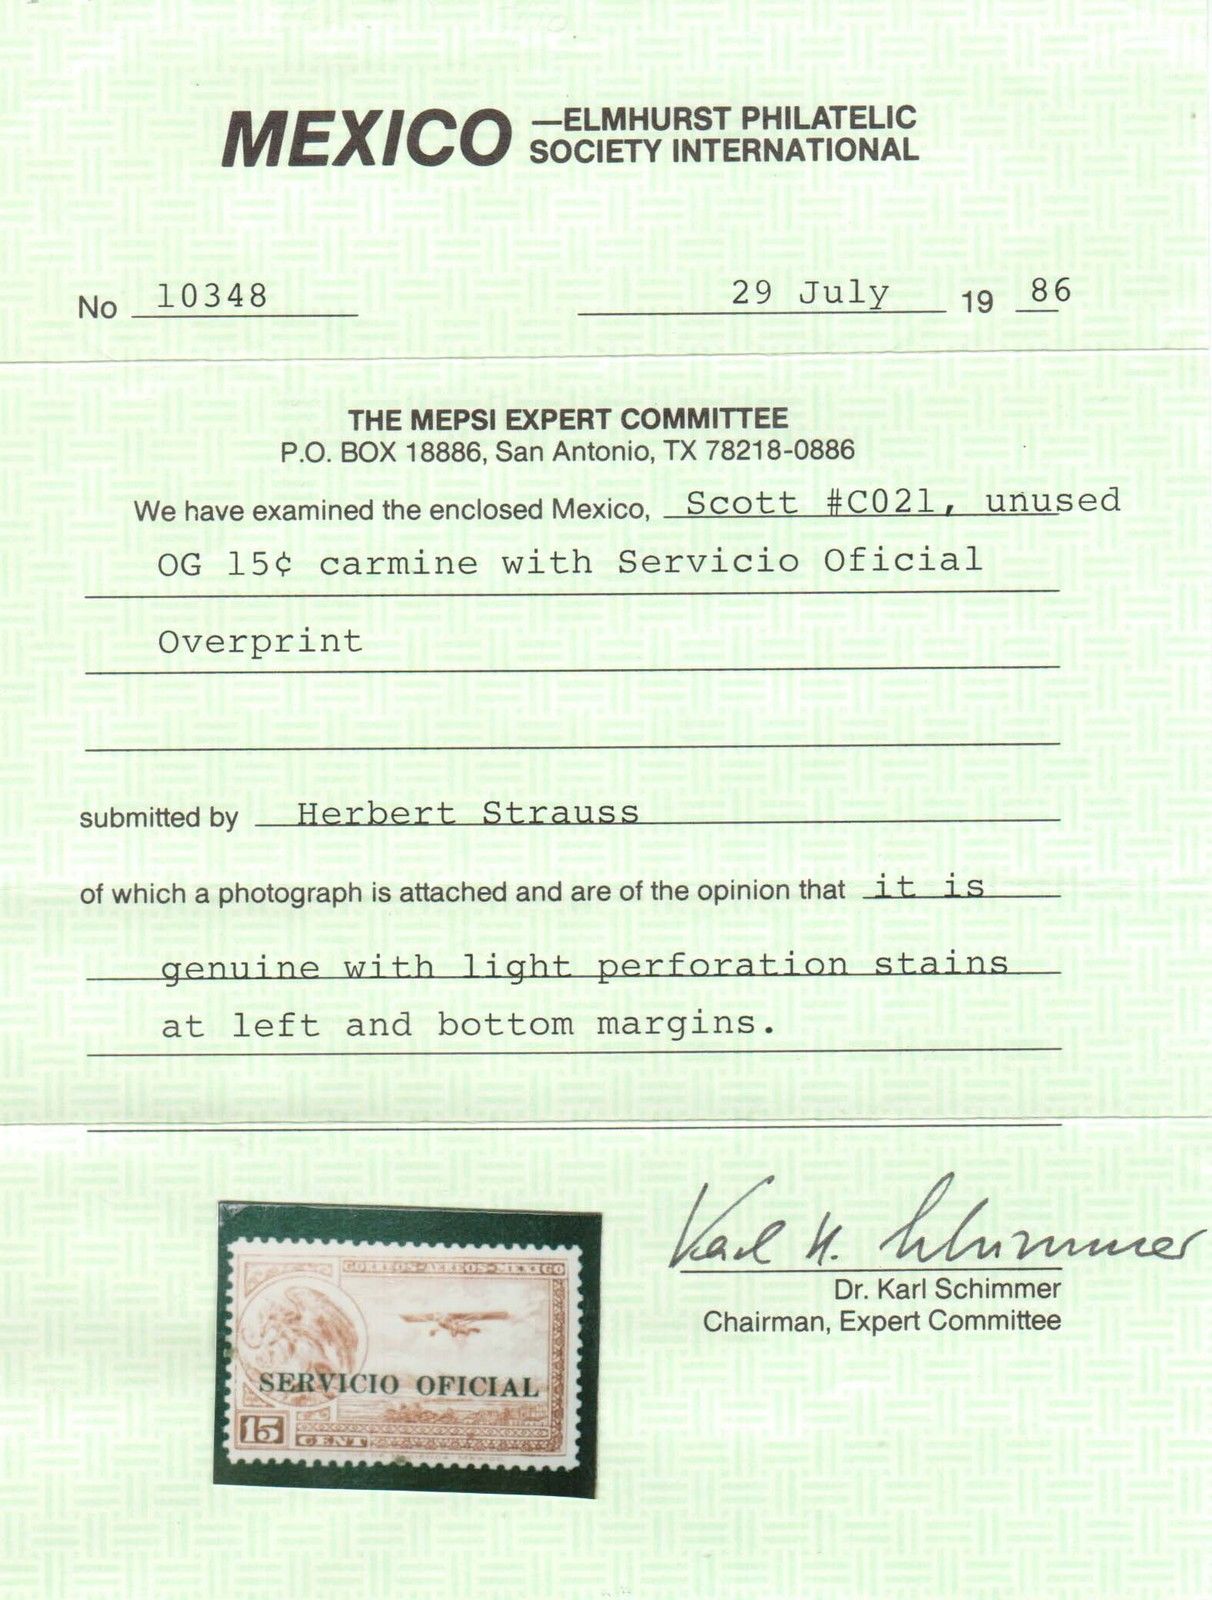 MEXICO —ELMHURST PHILATELIC
SOCIETY INTERNATIONAL
No 10348 29 July 19 86
THE MEPSI EXPERT COMMITTEE
P.O. BOX 18886, San Antonio, TX 78218-0886
We have examined the enclosed Mexico, Scott #CO21, unused
OG 15¢ carmine with Servicio Oficial
Overprint
submitted by Herbert Strauss
of which a photograph is attached and are of the opinion that it is
genuine with light perforation stains
at left and bottom margins.
Karl H. Schimmer
Dr. Karl Schimmer
Chairman, Expert Committee
CORREOS-AEREOS-MEXICO
SERVICIO OFICIAL
15
CENT